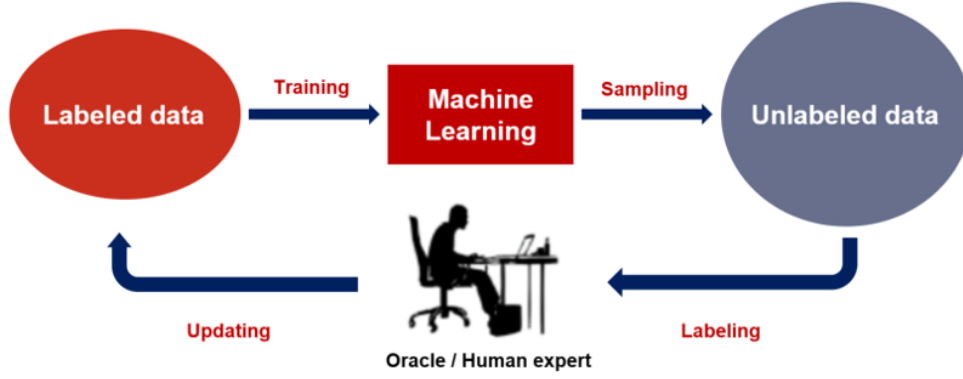 Labeled data
Training
Machine
Learning
Sampling
Unlabeled data
Updating
Oracle / Human expert
Labeling